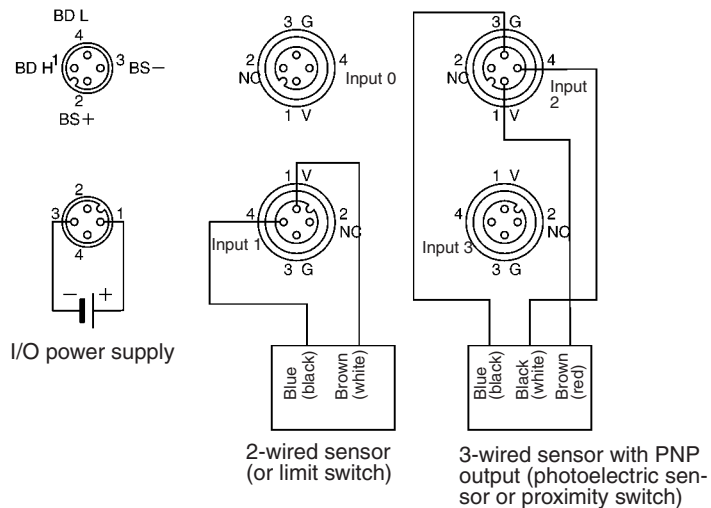 BD L
4
BD H 1
3 BS−
2
BS+
3 G
2
NC
4
Input 0
1 V
3 G
2
NC
4
Input
2
1 V
2
3
1
4
− +
I/O power supply
1 V
4
2
NC
Input 1
3 G
1 V
4
2
NC
Input 3
3 G
Blue
(black)
Brown
(white)
2-wired sensor
(or limit switch)
Blue
(black)
Black
(white)
Brown
(red)
3-wired sensor with PNP
output (photoelectric sen-
sor or proximity switch)